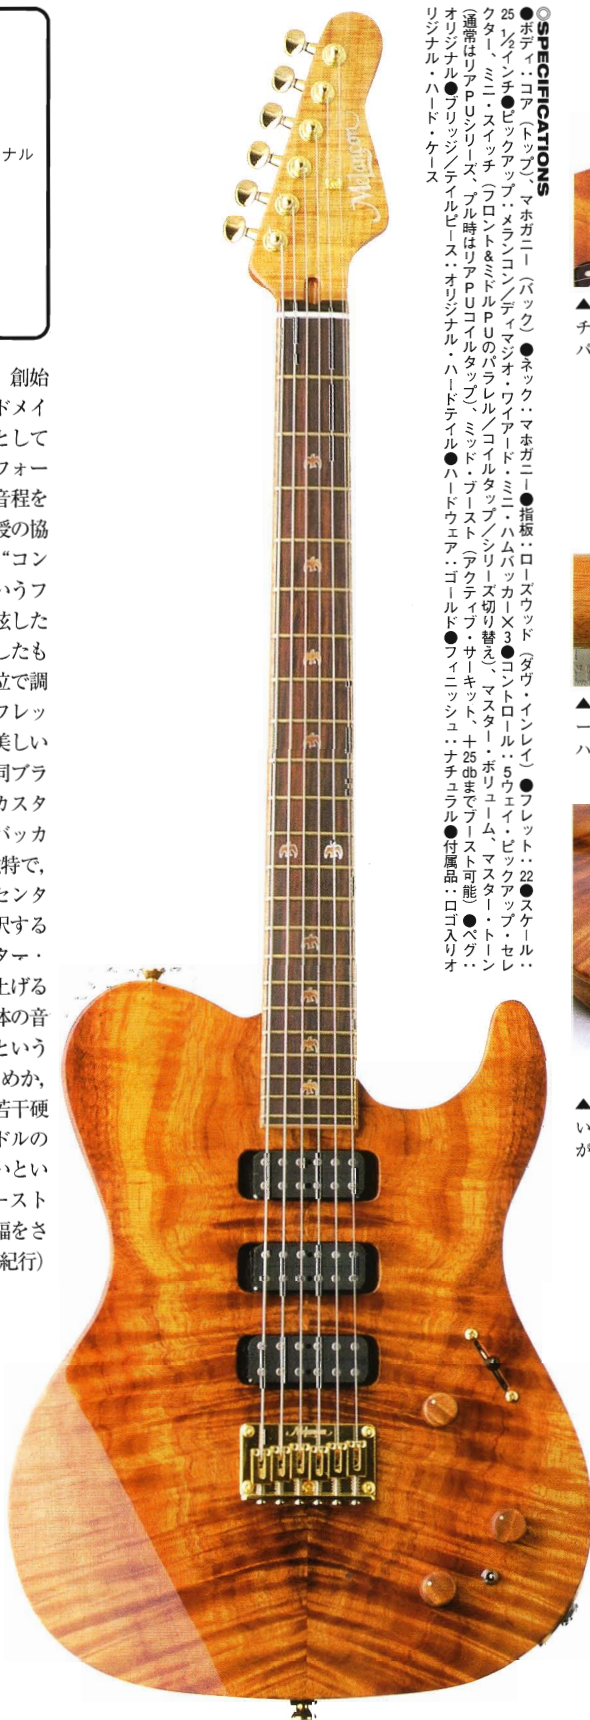 ◎SPECIFICATIONS
●ボディ：コア（トップ）、マホガニー（バック）●ネック：マホガニー●指板：ローズウッド（ダヴ・インレイ）●フレット：22●スケール：
25 1/2インチ●ピックアップ：メランコン／ディマジオ・ワイアード・ミニ・ハムバッカー×3●コントロール：5ウェイ・ピックアップ・セレ
クター、ミニ・スイッチ（フロント&ミドルPUのパラレル／コイルタップ／シリーズ切り替え）、マスター・ボリューム、マスター・トーン
（通常はリアPUシリーズ、プル時はリアPUコイルタップ）、ミッド・ブースト（アクティブ・サーキット、＋25dbまでブースト可能）●ペグ：
オリジナル●ブリッジ／テイルピース：オリジナル・ハードテイル●ハードウェア：ゴールド●フィニッシュ：ナチュラル●付属品：ロゴ入りオ
リジナル・ハード・ケース
Melançon
ナル
創始
ドメイ
として
フォー
音程を
授の協
“コン
いうフ
弦した
したも
位で調
フレッ
美しい
同ブラ
カスタ
バッカ
特で，
センタ
沢する
ター・
上げる
体の音
という
めか，
若干硬
ドルの
いとい
ースト
幅をさ
紀行）
▲
チ
パ
▲
ー
ハ
▲
い
が